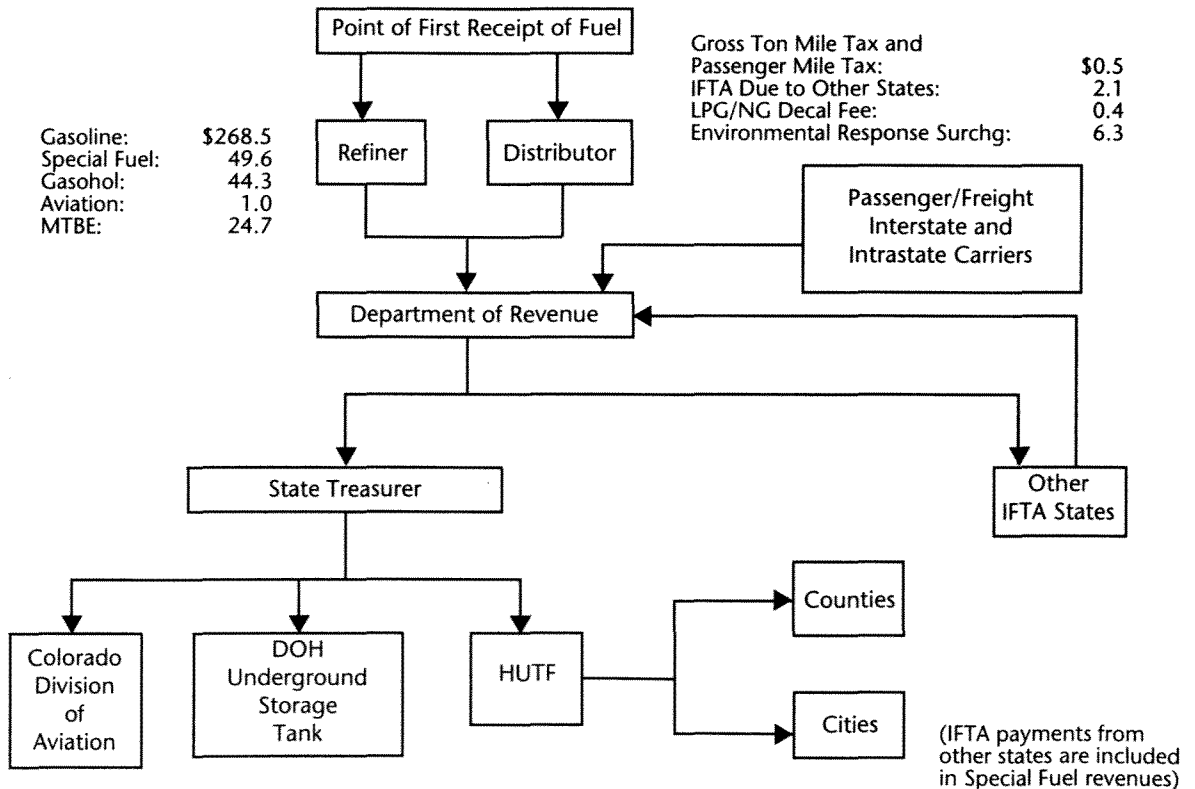 Point of First Receipt of Fuel
Gross Ton Mile Tax and
Passenger Mile Tax: $0.5
IFTA Due to Other States: 2.1
LPG/NG Decal Fee: 0.4
Environmental Response Surchg: 6.3
Gasoline: $268.5
Special Fuel: 49.6
Gasohol: 44.3
Aviation: 1.0
MTBE: 24.7
Refiner
Distributor
Passenger/Freight
Interstate and
Intrastate Carriers
Department of Revenue
State Treasurer
Other
IFTA States
Colorado
Division
of
Aviation
DOH
Underground
Storage
Tank
HUTF
Counties
Cities
(IFTA payments from
other states are included
in Special Fuel revenues)